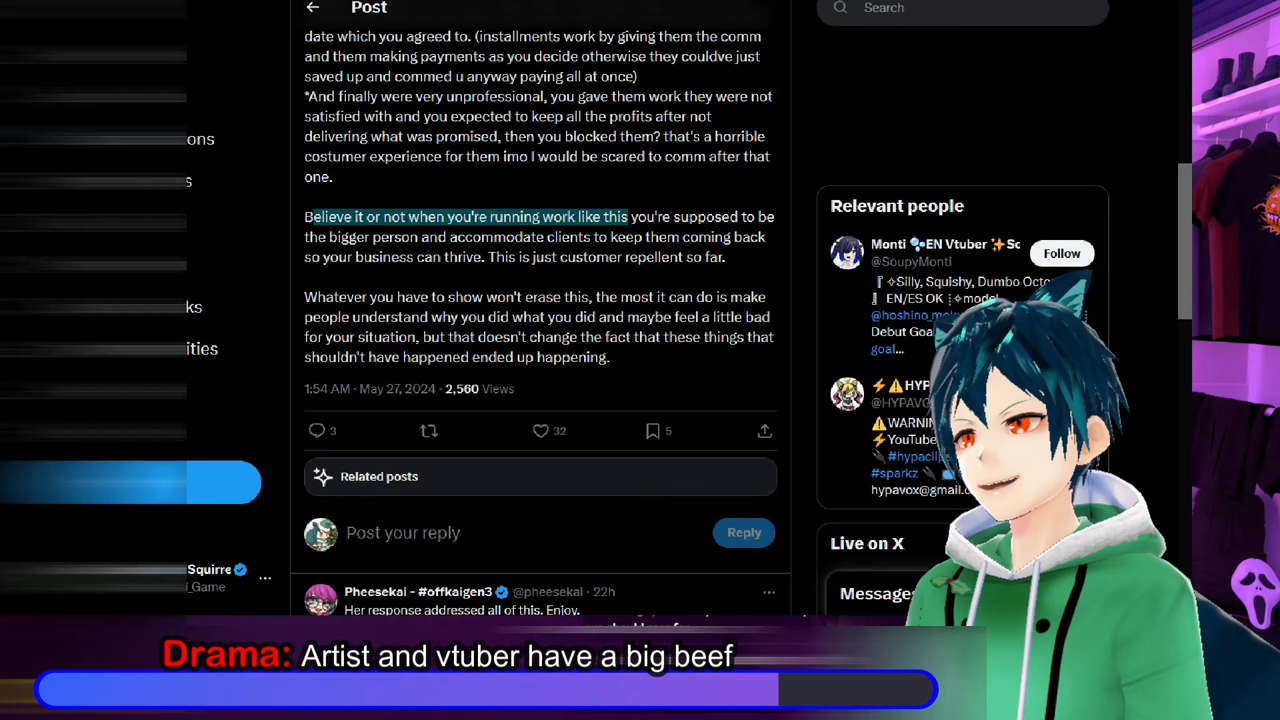 Post
Search
date which you agreed to. (installments work by giving them the comm
and them making payments as you decide otherwise they couldve just
saved up and commed u anyway paying all at once)
*And finally were very unprofessional, you gave them work they were not
satisfied with and you expected to keep all the profits after not
delivering what was promised, then you blocked them? that's a horrible
costumer experience for them imo I would be scared to comm after that
one.
Believe it or not when you're running work like this you're supposed to be
the bigger person and accommodate clients to keep them coming back
so your business can thrive. This is just customer repellent so far.
Whatever you have to show won't erase this, the most it can do is make
people understand why you did what you did and maybe feel a little bad
for your situation, but that doesn't change the fact that these things that
shouldn't have happened ended up happening.
1:54 AM · May 27, 2024 · 2,560 Views
3
32
5
Related posts
Post your reply
Reply
Pheesekai - #offkaigen3 @pheesekai · 22h
Her response addressed all of this. Enjoy.
ons
s
ks
ities
Squirre
_Game
Relevant people
Monti EN Vtuber
Follow
@SoupyMonti
Silly, Squishy, Dumbo
EN/ES OK
Debut Goa
goal...
HYP
@HYPAV
WARNIN
YouTube
#hypaclip
#sparkz
hypavox@gmail.c
Live on X
Messages
Drama: Artist and vtuber have a big beef